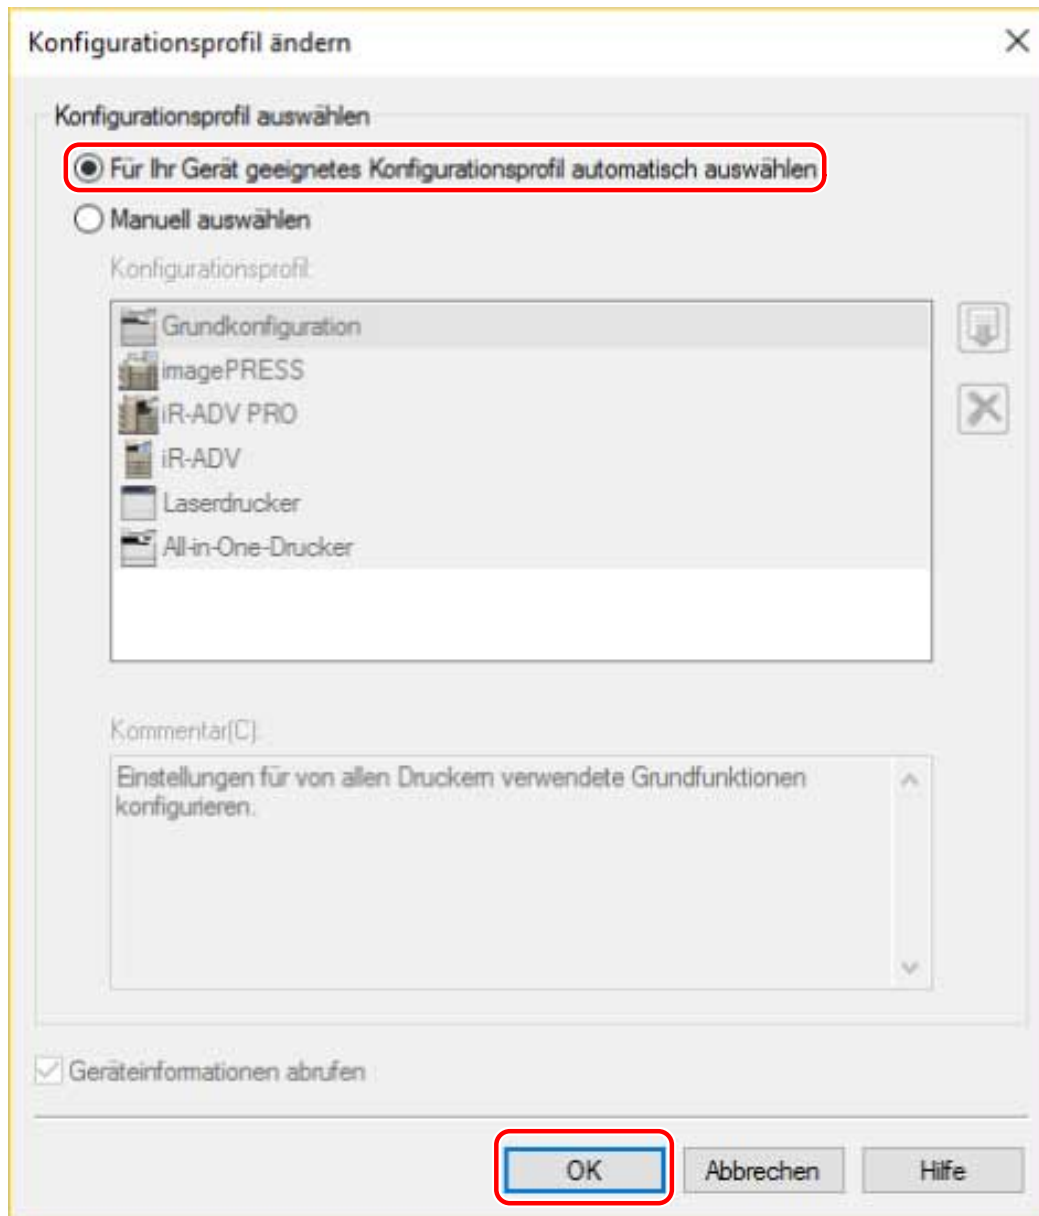 Konfigurationsprofil ändern
Konfigurationsprofil auswählen
Für Ihr Gerät geeignetes Konfigurationsprofil automatisch auswählen
Manuell auswählen
Konfigurationsprofil:
Grundkonfiguration
imagePRESS
iR-ADV PRO
iR-ADV
Laserdrucker
All-in-One-Drucker
Kommentar(C):
Einstellungen für von allen Druckern verwendete Grundfunktionen
konfigurieren.
Geräteinformationen abrufen
OK
Abbrechen
Hilfe